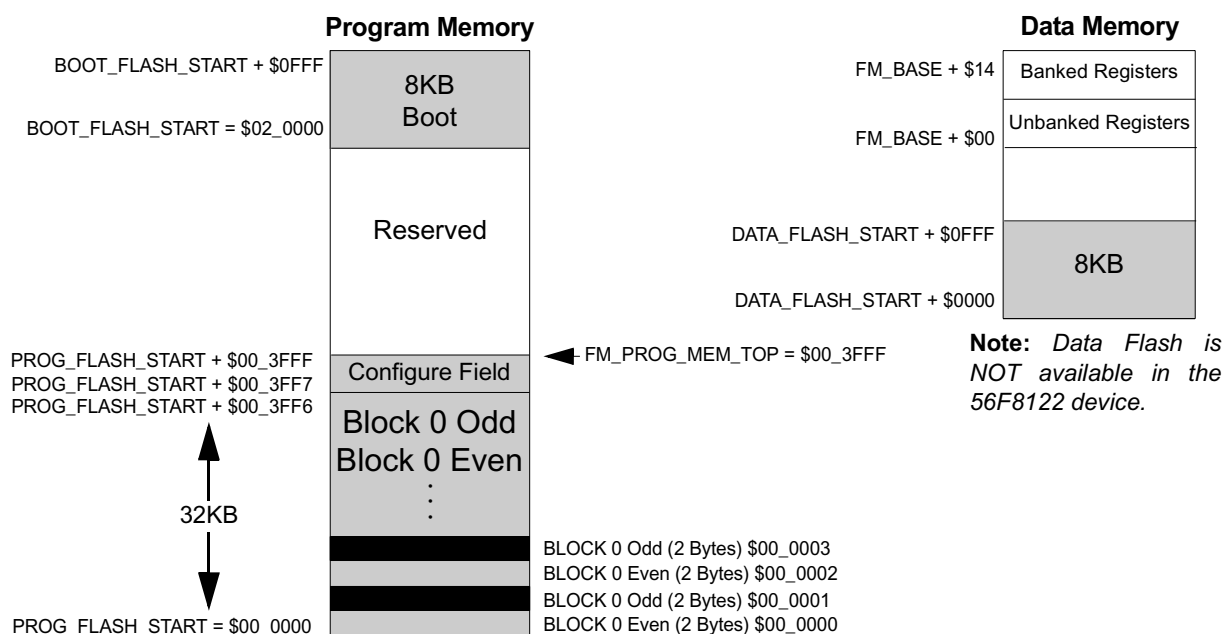 Program Memory
BOOT_FLASH_START + $0FFF
8KB
Boot
BOOT_FLASH_START = $02_0000
Reserved
PROG_FLASH_START + $00_3FFF
FM_PROG_MEM_TOP = $00_3FFF
Configure Field
PROG_FLASH_START + $00_3FF7
PROG_FLASH_START + $00_3FF6
Block 0 Odd
Block 0 Even
.
.
.
32KB
BLOCK 0 Odd (2 Bytes) $00_0003
BLOCK 0 Even (2 Bytes) $00_0002
BLOCK 0 Odd (2 Bytes) $00_0001
BLOCK 0 Even (2 Bytes) $00_0000
PROG_FLASH_START = $00_0000
Data Memory
FM_BASE + $14
Banked Registers
Unbanked Registers
FM_BASE + $00
DATA_FLASH_START + $0FFF
8KB
DATA_FLASH_START + $0000
Note: Data Flash is
NOT available in the
56F8122 device.